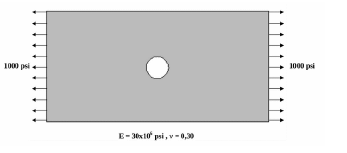 1000 psi
1000 psi
E = 30x10⁶ psi , ν = 0,30